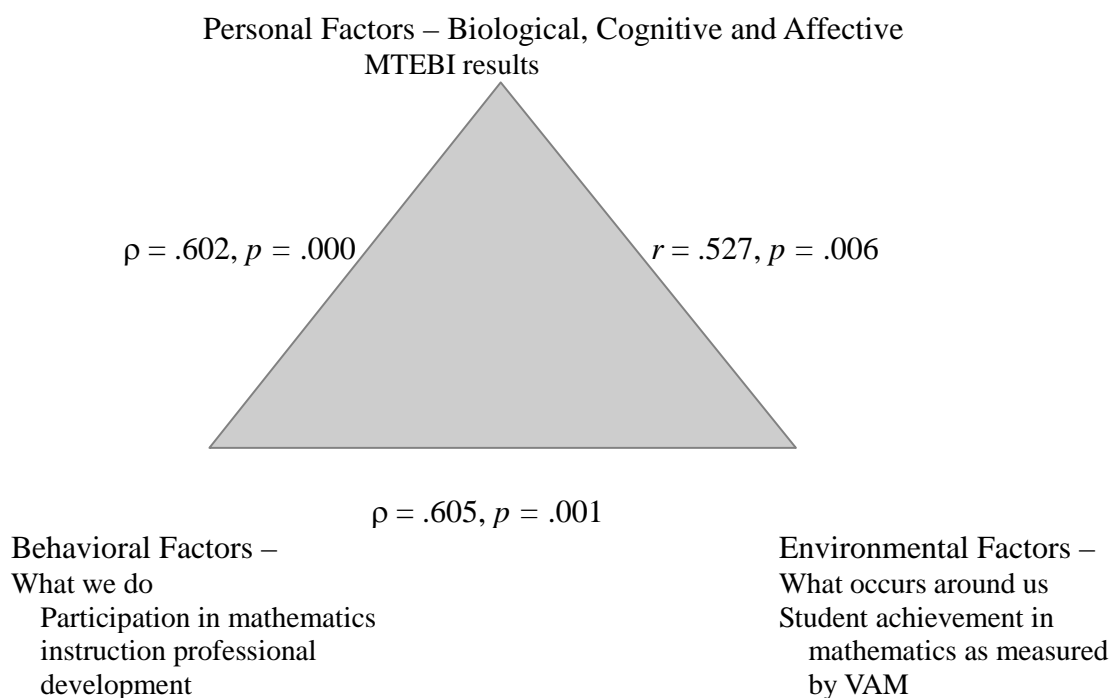 Personal Factors – Biological, Cognitive and Affective
MTEBI results
ρ = .602, p = .000
r = .527, p = .006
ρ = .605, p = .001
Behavioral Factors –
What we do
Participation in mathematics
instruction professional
development
Environmental Factors –
What occurs around us
Student achievement in
mathematics as measured
by VAM